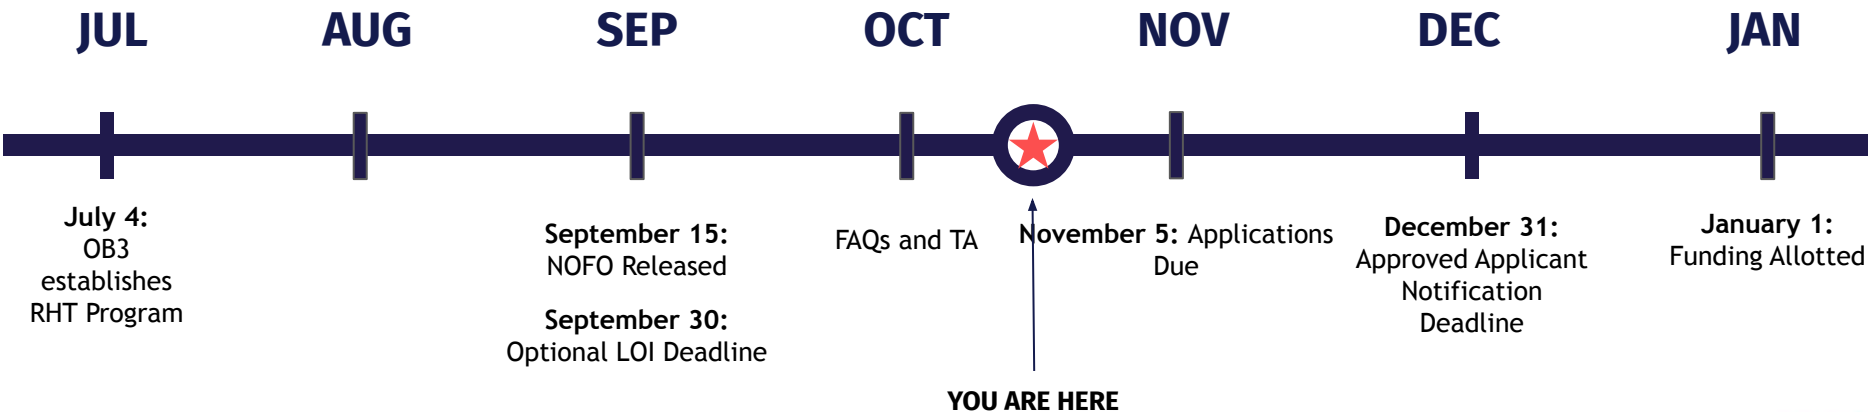 JUL
AUG
SEP
OCT
NOV
DEC
JAN
July 4:
OB3
establishes
RHT Program
September 15:
NOFO Released
September 30:
Optional LOI Deadline
FAQs and TA
November 5: Applications
Due
December 31:
Approved Applicant
Notification
Deadline
January 1:
Funding Allotted
YOU ARE HERE